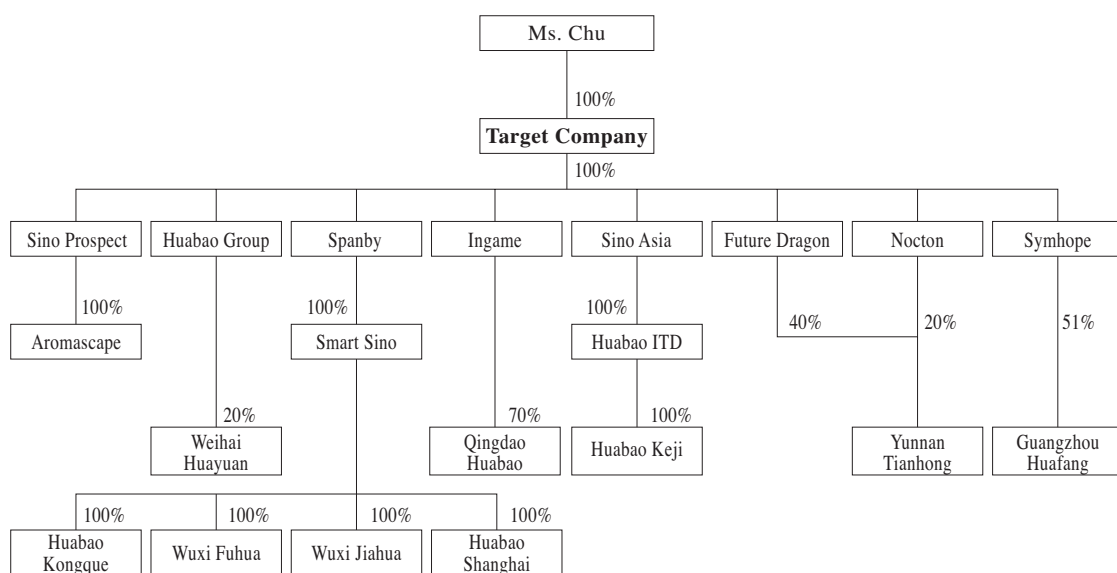 Ms. Chu
100%
Target Company
100%
Sino Prospect
Huabao Group
Spanby
Ingame
Sino Asia
Future Dragon
Nocton
Symhope
100%
100%
100%
40%
20%
51%
Aromascape
Smart Sino
Huabao ITD
20%
70%
100%
Weihai
Huayuan
Qingdao
Huabao
Huabao Keji
Yunnan
Tianhong
Guangzhou
Huafang
100%
100%
100%
100%
Huabao
Kongque
Wuxi Fuhua
Wuxi Jiahua
Huabao
Shanghai